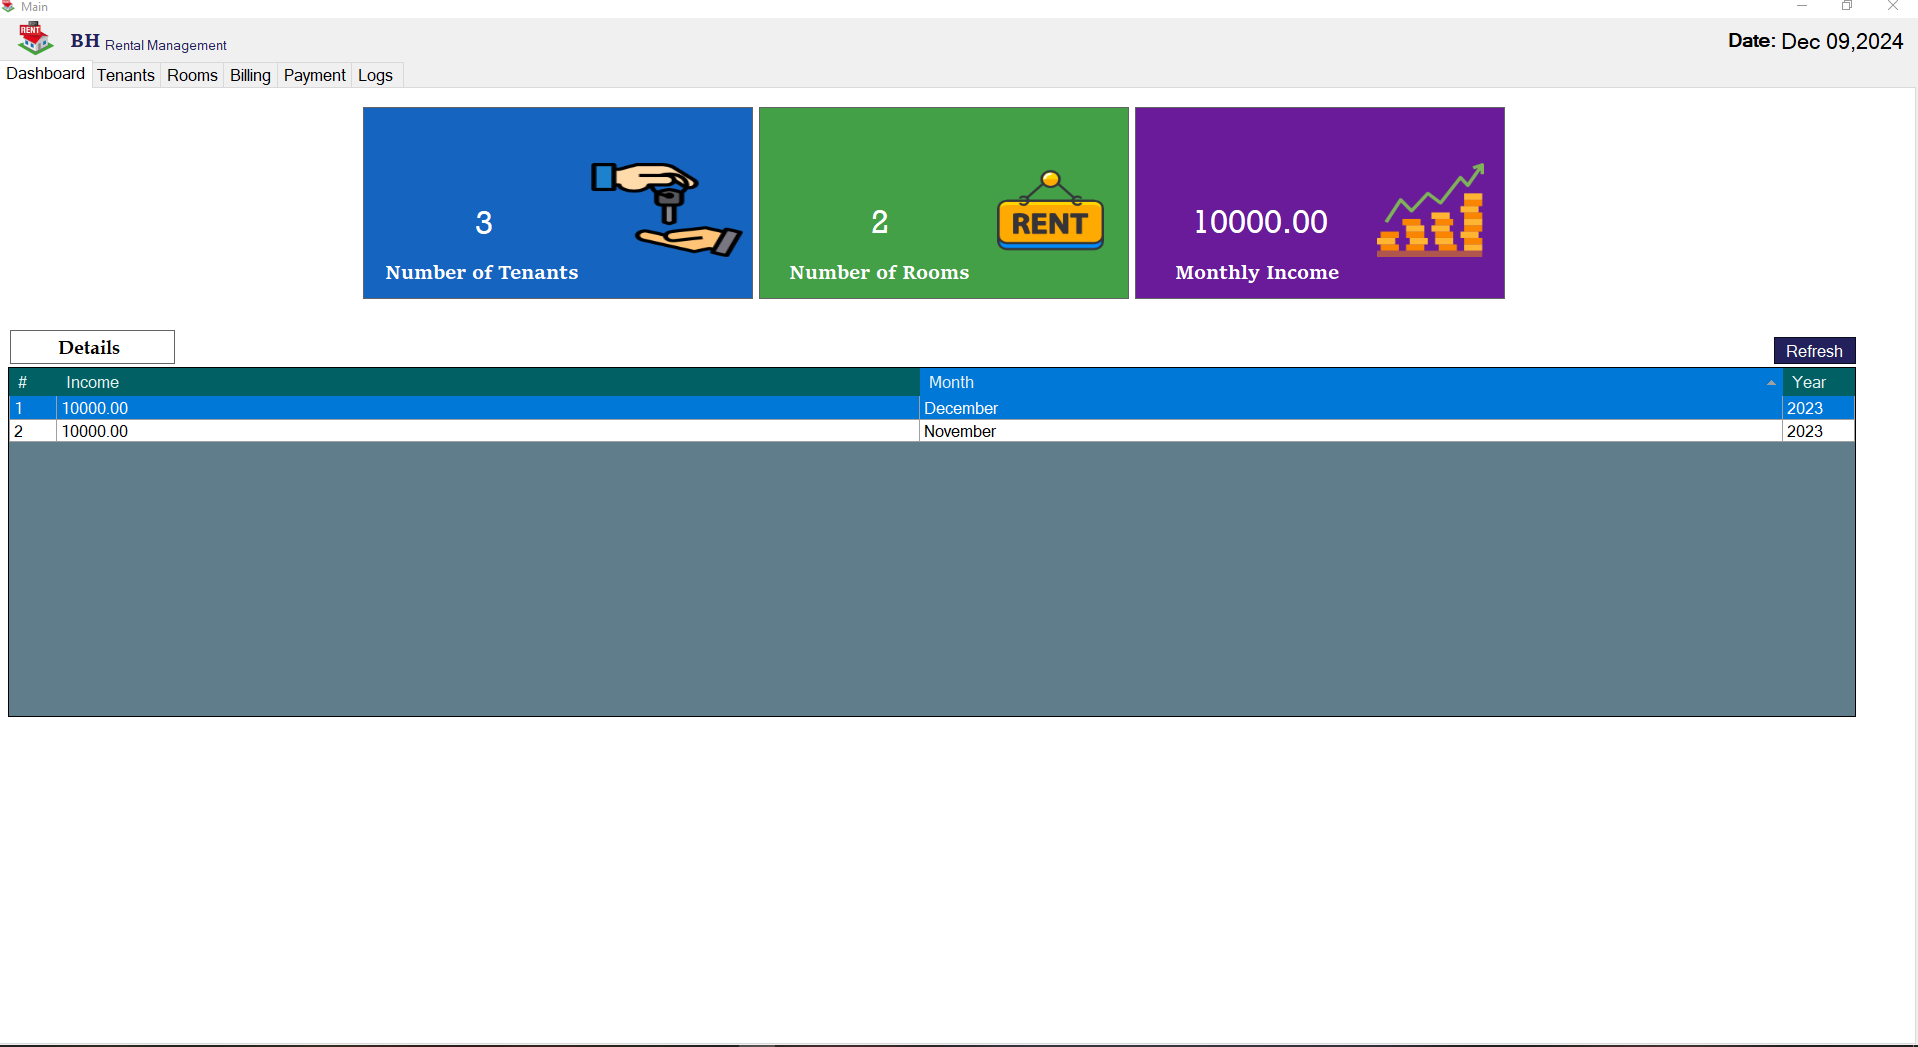 Main
BH Rental Management
Date: Dec 09,2024
Dashboard Tenants Rooms Billing Payment Logs
RENT
3
Number of Tenants
RENT
2
Number of Rooms
10000.00
Monthly Income
Details
Refresh
# Income Month Year
1 10000.00 December 2023
2 10000.00 November 2023